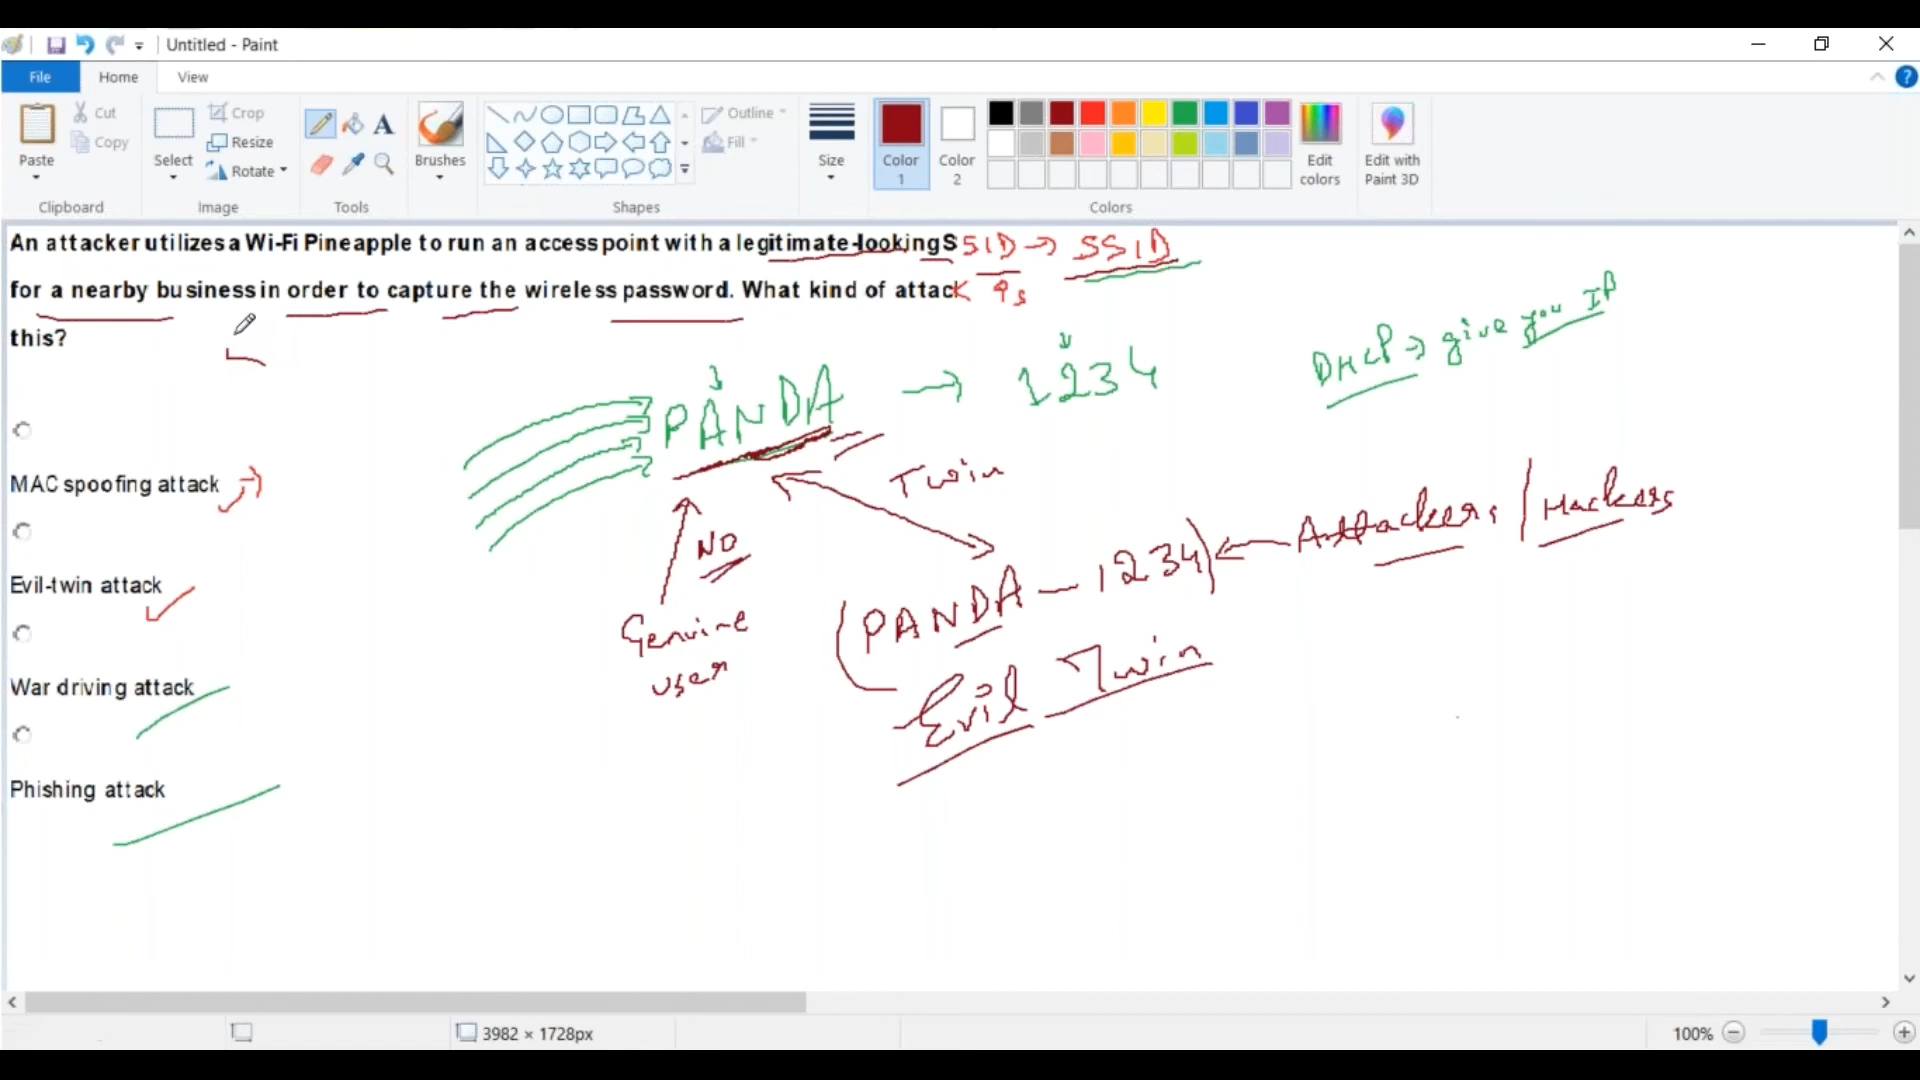 Untitled - Paint
File Home View
Paste
Cut
Copy
Clipboard
Select
Crop
Resize
Rotate
Image
Tools
Brushes
Shapes
Outline
Fill
Size
Color 1
Color 2
Edit colors
Edit with Paint 3D
Colors
An attacker utilizes a Wi-Fi Pineapple to run an access point with a legitimate-looking S SID → SSID
for a nearby business in order to capture the wireless password. What kind of attacK is
this?
DHCP → give you IP
PANDA → 1234
MAC spoofing attack
Twin
NO
Attackers / Hackers
Evil-twin attack
PANDA - 1234
Genuine
user
Evil Twin
War driving attack
Phishing attack
3982 × 1728px
100%